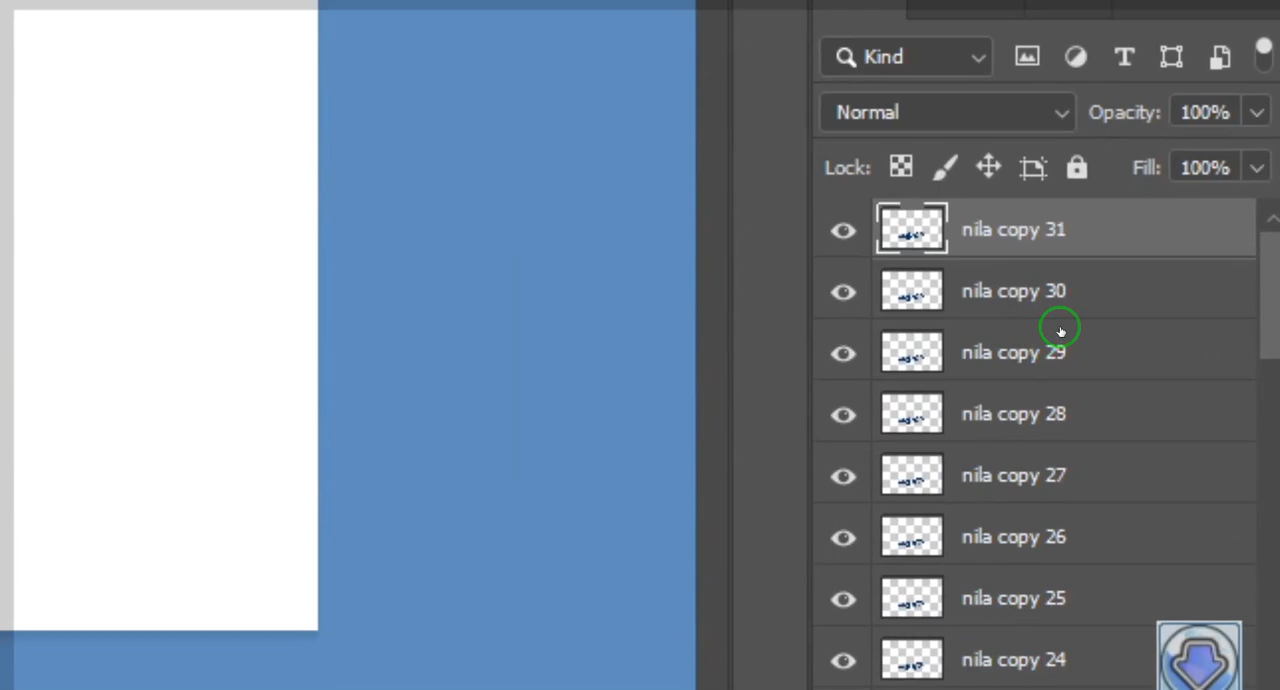 Kind
Normal Opacity: 100%
Lock: Fill: 100%
nila copy 31
nila copy 30
nila copy 29
nila copy 28
nila copy 27
nila copy 26
nila copy 25
nila copy 24